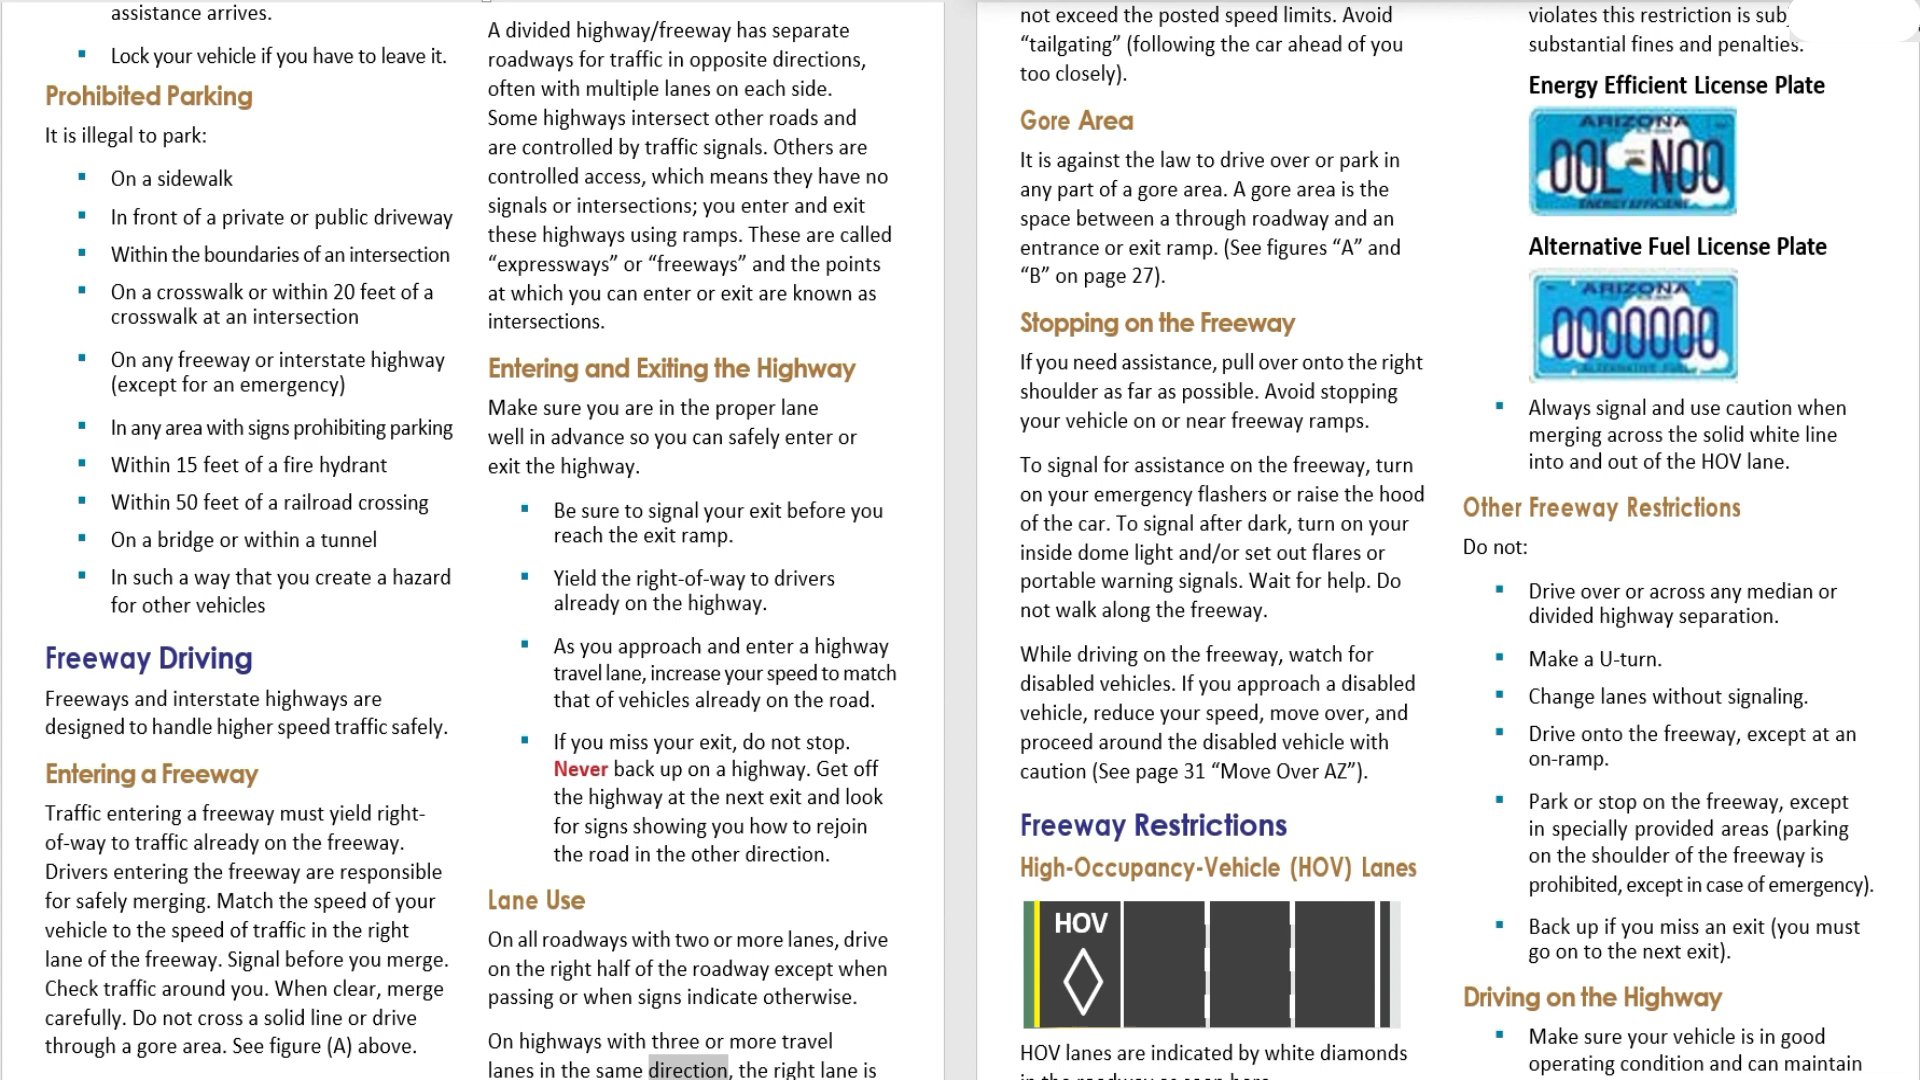 assistance arrives.
Lock your vehicle if you have to leave it.
Prohibited Parking
It is illegal to park:
On a sidewalk
In front of a private or public driveway
Within the boundaries of an intersection
On a crosswalk or within 20 feet of a
crosswalk at an intersection
On any freeway or interstate highway
(except for an emergency)
In any area with signs prohibiting parking
Within 15 feet of a fire hydrant
Within 50 feet of a railroad crossing
On a bridge or within a tunnel
In such a way that you create a hazard
for other vehicles
Freeway Driving
Freeways and interstate highways are
designed to handle higher speed traffic safely.
Entering a Freeway
Traffic entering a freeway must yield right-
of-way to traffic already on the freeway.
Drivers entering the freeway are responsible
for safely merging. Match the speed of your
vehicle to the speed of traffic in the right
lane of the freeway. Signal before you merge.
Check traffic around you. When clear, merge
carefully. Do not cross a solid line or drive
through a gore area. See figure (A) above.
A divided highway/freeway has separate
roadways for traffic in opposite directions,
often with multiple lanes on each side.
Some highways intersect other roads and
are controlled by traffic signals. Others are
controlled access, which means they have no
signals or intersections; you enter and exit
these highways using ramps. These are called
“expressways” or “freeways” and the points
at which you can enter or exit are known as
intersections.
Entering and Exiting the Highway
Make sure you are in the proper lane
well in advance so you can safely enter or
exit the highway.
Be sure to signal your exit before you
reach the exit ramp.
Yield the right-of-way to drivers
already on the highway.
As you approach and enter a highway
travel lane, increase your speed to match
that of vehicles already on the road.
If you miss your exit, do not stop.
Never back up on a highway. Get off
the highway at the next exit and look
for signs showing you how to rejoin
the road in the other direction.
Lane Use
On all roadways with two or more lanes, drive
on the right half of the roadway except when
passing or when signs indicate otherwise.
On highways with three or more travel
lanes in the same direction, the right lane is
not exceed the posted speed limits. Avoid
“tailgating” (following the car ahead of you
too closely).
Gore Area
It is against the law to drive over or park in
any part of a gore area. A gore area is the
space between a through roadway and an
entrance or exit ramp. (See figures “A” and
“B” on page 27).
Stopping on the Freeway
If you need assistance, pull over onto the right
shoulder as far as possible. Avoid stopping
your vehicle on or near freeway ramps.
To signal for assistance on the freeway, turn
on your emergency flashers or raise the hood
of the car. To signal after dark, turn on your
inside dome light and/or set out flares or
portable warning signals. Wait for help. Do
not walk along the freeway.
While driving on the freeway, watch for
disabled vehicles. If you approach a disabled
vehicle, reduce your speed, move over, and
proceed around the disabled vehicle with
caution (See page 31 “Move Over AZ”).
Freeway Restrictions
High-Occupancy-Vehicle (HOV) Lanes
HOV
HOV lanes are indicated by white diamonds
violates this restriction is
substantial fines and penalties.
Energy Efficient License Plate
ARIZONA
OOL NOO
ENERGY EFFICIENT
Alternative Fuel License Plate
ARIZONA
0000000
ALTERNATIVE FUEL
Always signal and use caution when
merging across the solid white line
into and out of the HOV lane.
Other Freeway Restrictions
Do not:
Drive over or across any median or
divided highway separation.
Make a U-turn.
Change lanes without signaling.
Drive onto the freeway, except at an
on-ramp.
Park or stop on the freeway, except
in specially provided areas (parking
on the shoulder of the freeway is
prohibited, except in case of emergency).
Back up if you miss an exit (you must
go on to the next exit).
Driving on the Highway
Make sure your vehicle is in good
operating condition and can maintain